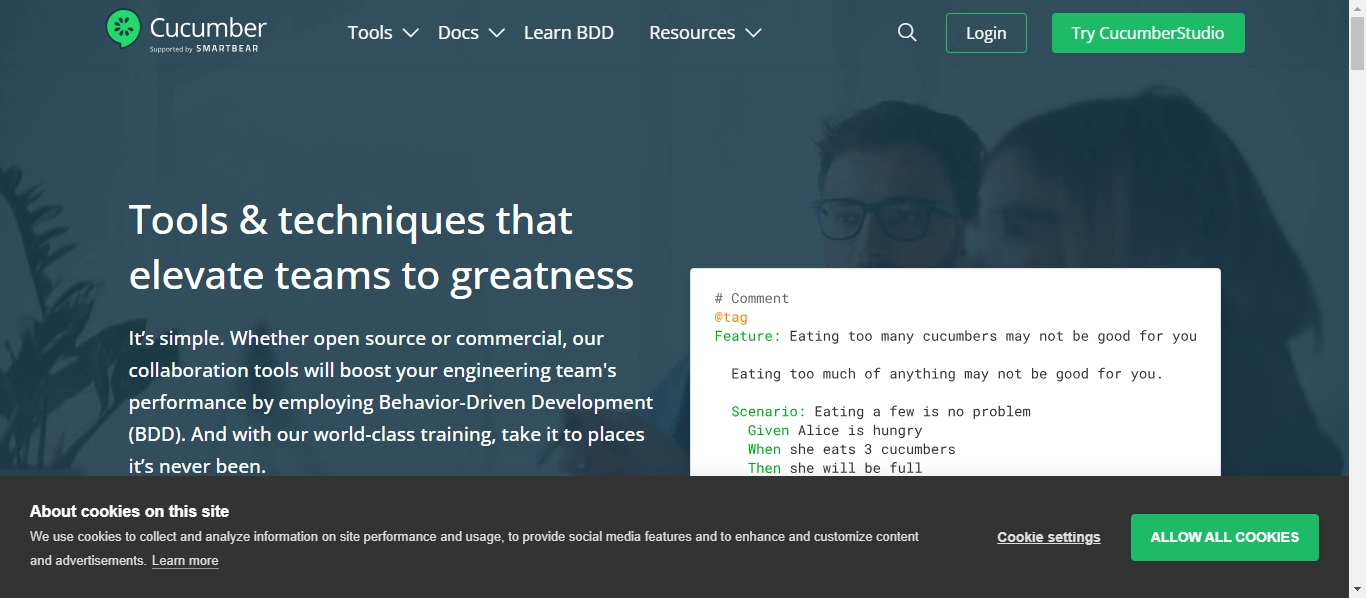 Cucumber
Supported by SMARTBEAR
Tools
Docs
Learn BDD
Resources
Login
Try CucumberStudio
Tools & techniques that
elevate teams to greatness
It’s simple. Whether open source or commercial, our
collaboration tools will boost your engineering team's
performance by employing Behavior-Driven Development
(BDD). And with our world-class training, take it to places
it’s never been.
# Comment
@tag
Feature: Eating too many cucumbers may not be good for you
Eating too much of anything may not be good for you.
Scenario: Eating a few is no problem
Given Alice is hungry
When she eats 3 cucumbers
Then she will be full
About cookies on this site
We use cookies to collect and analyze information on site performance and usage, to provide social media features and to enhance and customize content
and advertisements. Learn more
Cookie settings
ALLOW ALL COOKIES